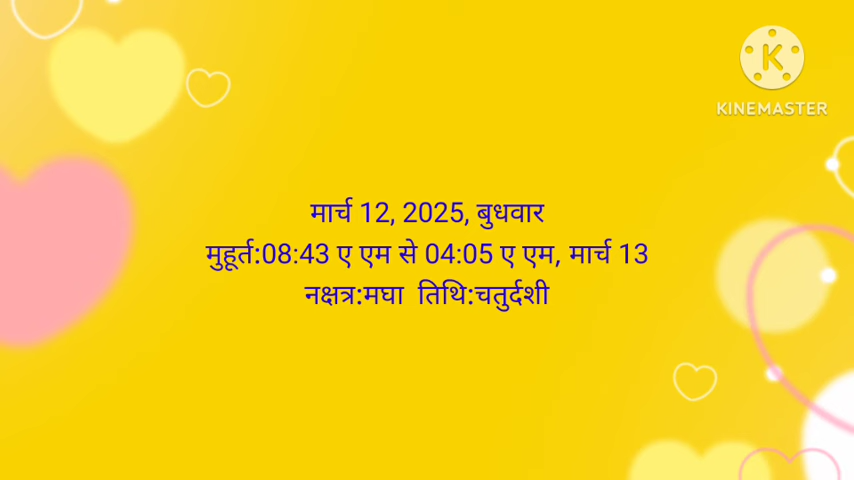 KINEMASTER
मार्च 12, 2025, बुधवार
मुहूर्त:08:43 ए एम से 04:05 ए एम, मार्च 13
नक्षत्र:मघा तिथि:चतुर्दशी